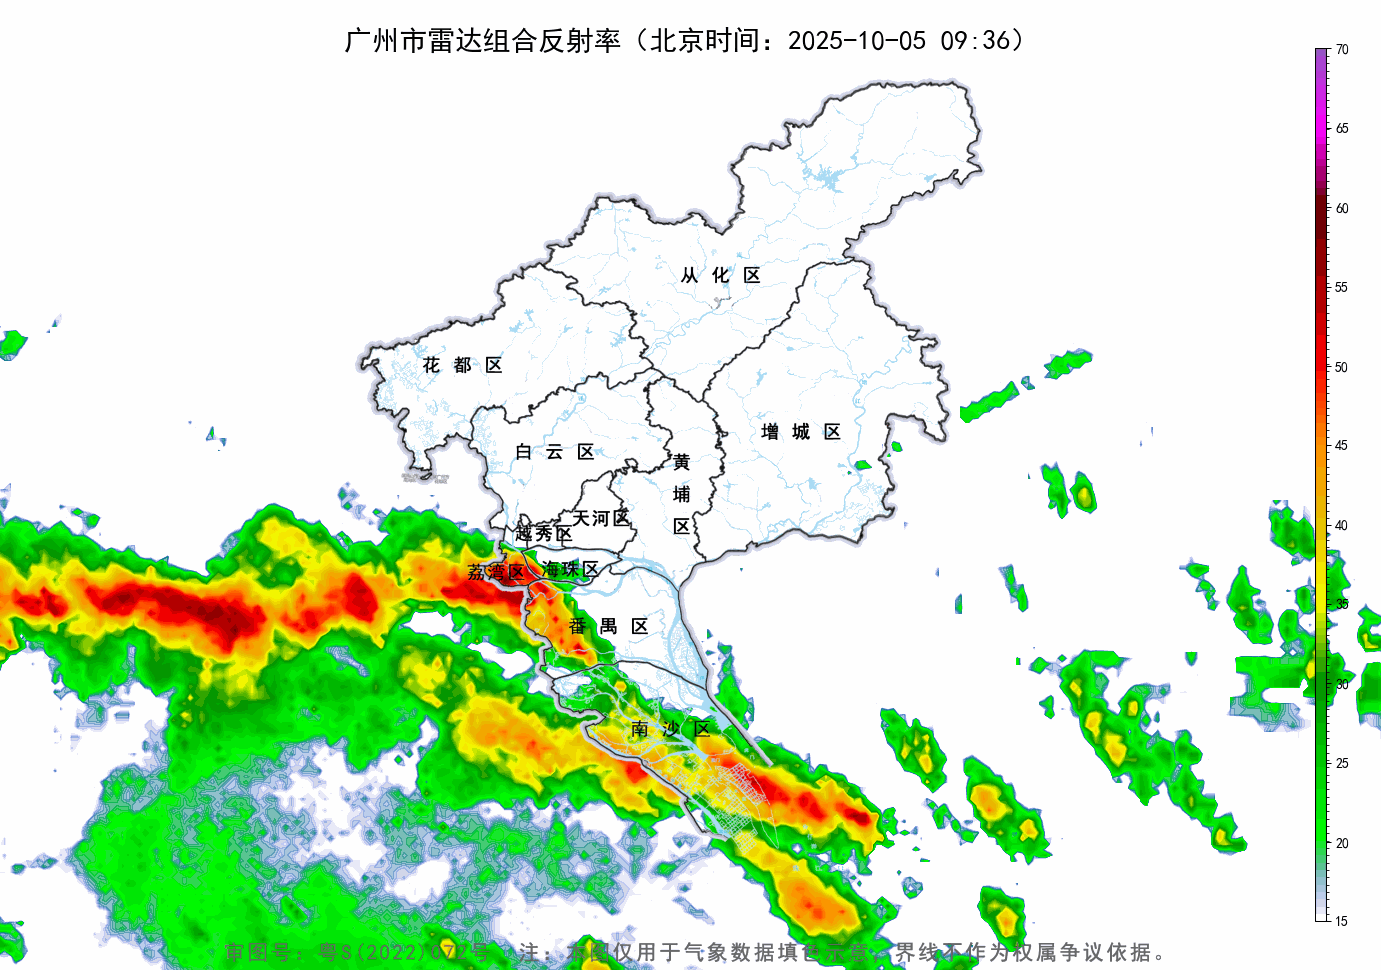 广州市雷达组合反射率（北京时间：2025-10-05 09:36）
70
65
60
55
50
45
40
35
30
25
20
15
从 化 区
花 都 区
增 城 区
白 云 区
黄
埔
区
天河区
越秀区
荔湾区
海珠区
番 禺 区
南 沙 区
审图号：粤S(2022)072号 注：本图仅用于气象数据填色示意，界线不作为权属争议依据。